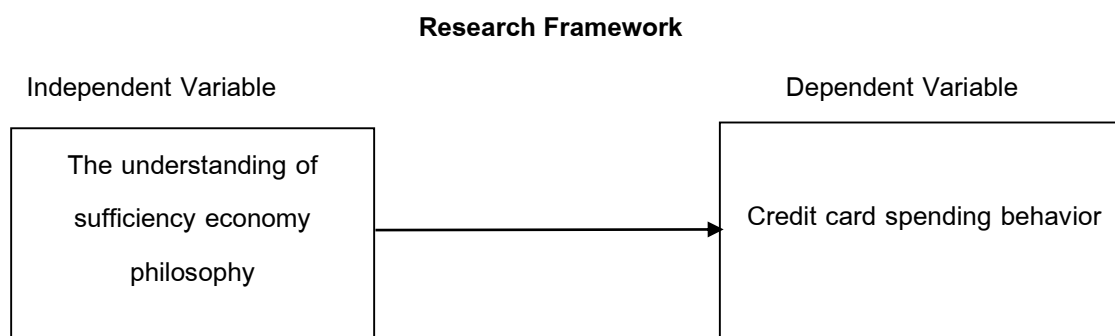 Research Framework
Independent Variable
Dependent Variable
The understanding of
sufficiency economy
philosophy
Credit card spending behavior